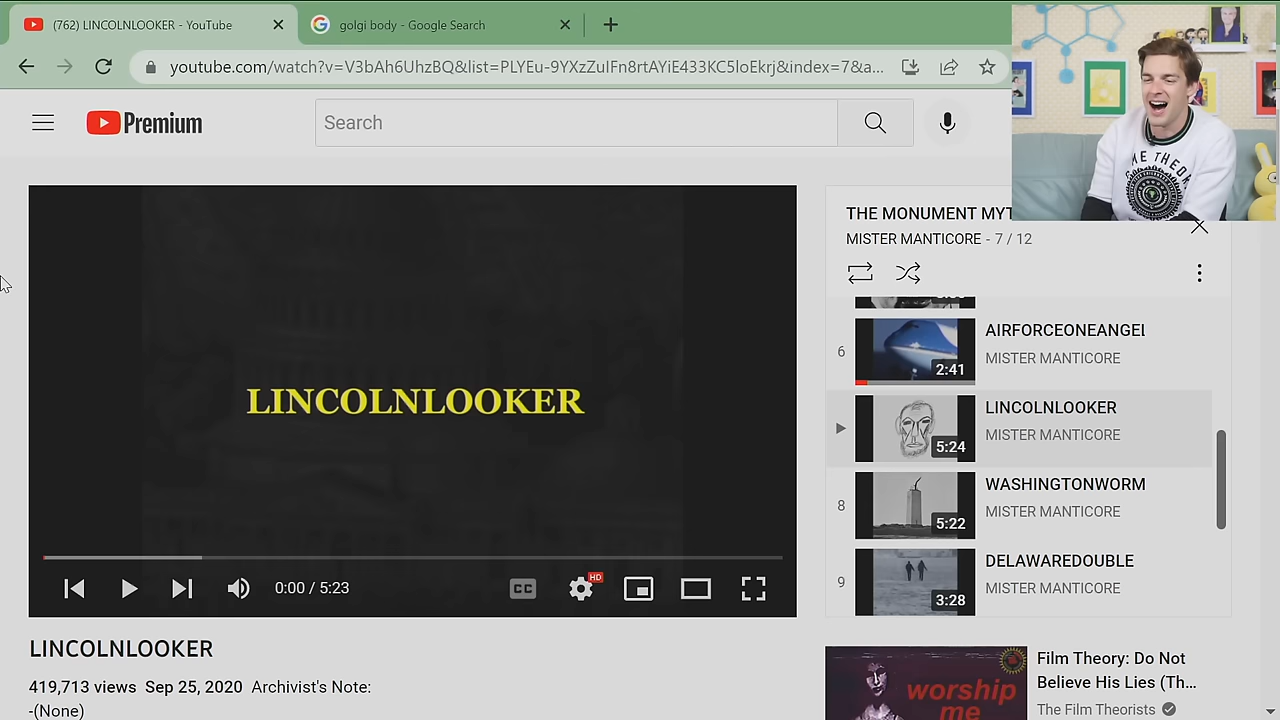 (762) LINCOLNLOOKER - YouTube
golgi body - Google Search
youtube.com/watch?v=V3bAh6UhzBQ&list=PLYEu-9YXzZulFn8rtAYiE433KC5loEkrj&index=7&a...
Premium
Search
THE MONUMENT MYT
MISTER MANTICORE - 7 / 12
6
2:41
AIRFORCEONEANGEL
MISTER MANTICORE
5:24
LINCOLNLOOKER
MISTER MANTICORE
8
5:22
WASHINGTONWORM
MISTER MANTICORE
9
3:28
DELAWAREDOUBLE
MISTER MANTICORE
LINCOLNLOOKER
0:00 / 5:23
CC
HD
LINCOLNLOOKER
419,713 views Sep 25, 2020 Archivist's Note:
-(None)
worship
me
Film Theory: Do Not
Believe His Lies (Th...
The Film Theorists
ME THEOR